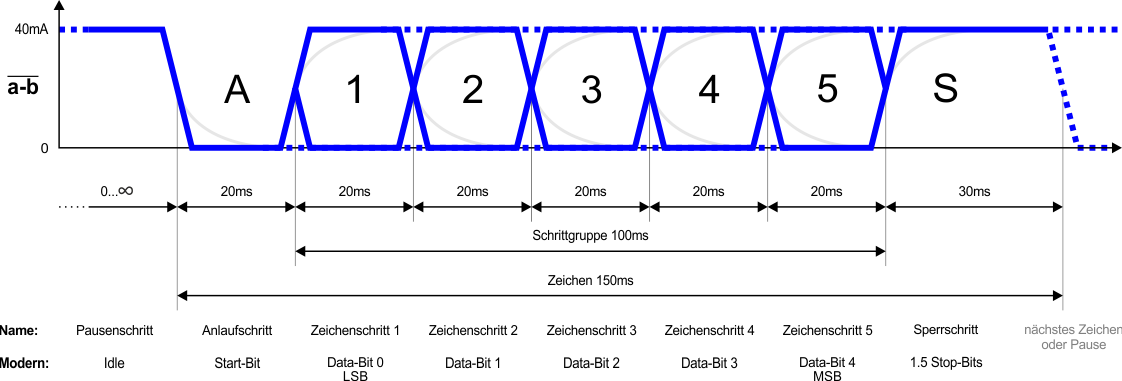 40mA
a-b
A 1 2 3 4 5 S
0
0...∞ 20ms 20ms 20ms 20ms 20ms 20ms 30ms
Schrittgruppe 100ms
Zeichen 150ms
Name: Pausenschritt Anlaufschritt Zeichenschritt 1 Zeichenschritt 2 Zeichenschritt 3 Zeichenschritt 4 Zeichenschritt 5 Sperrschritt nächstes Zeichen
oder Pause
Modern: Idle Start-Bit Data-Bit 0 Data-Bit 1 Data-Bit 2 Data-Bit 3 Data-Bit 4 1.5 Stop-Bits
LSB MSB